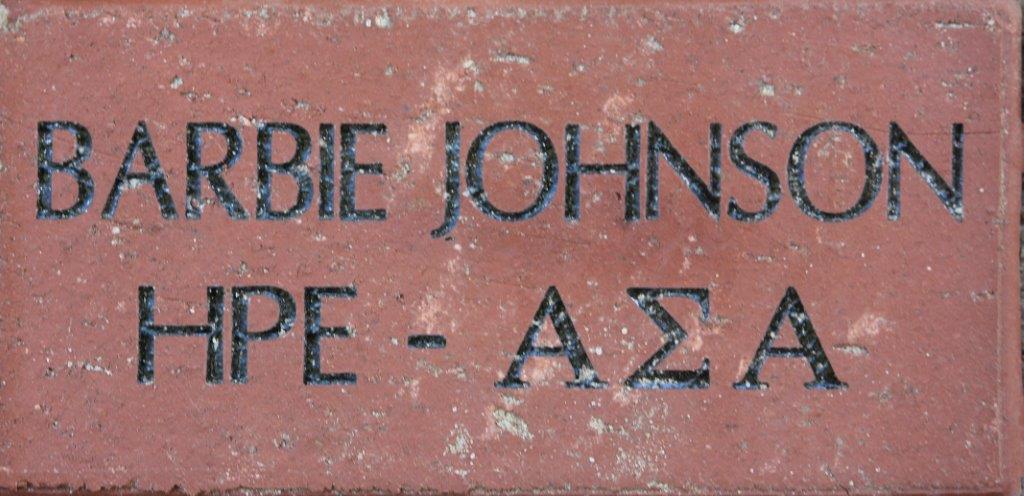 BARBIE JOHNSON
HPE - ΑΣΑ